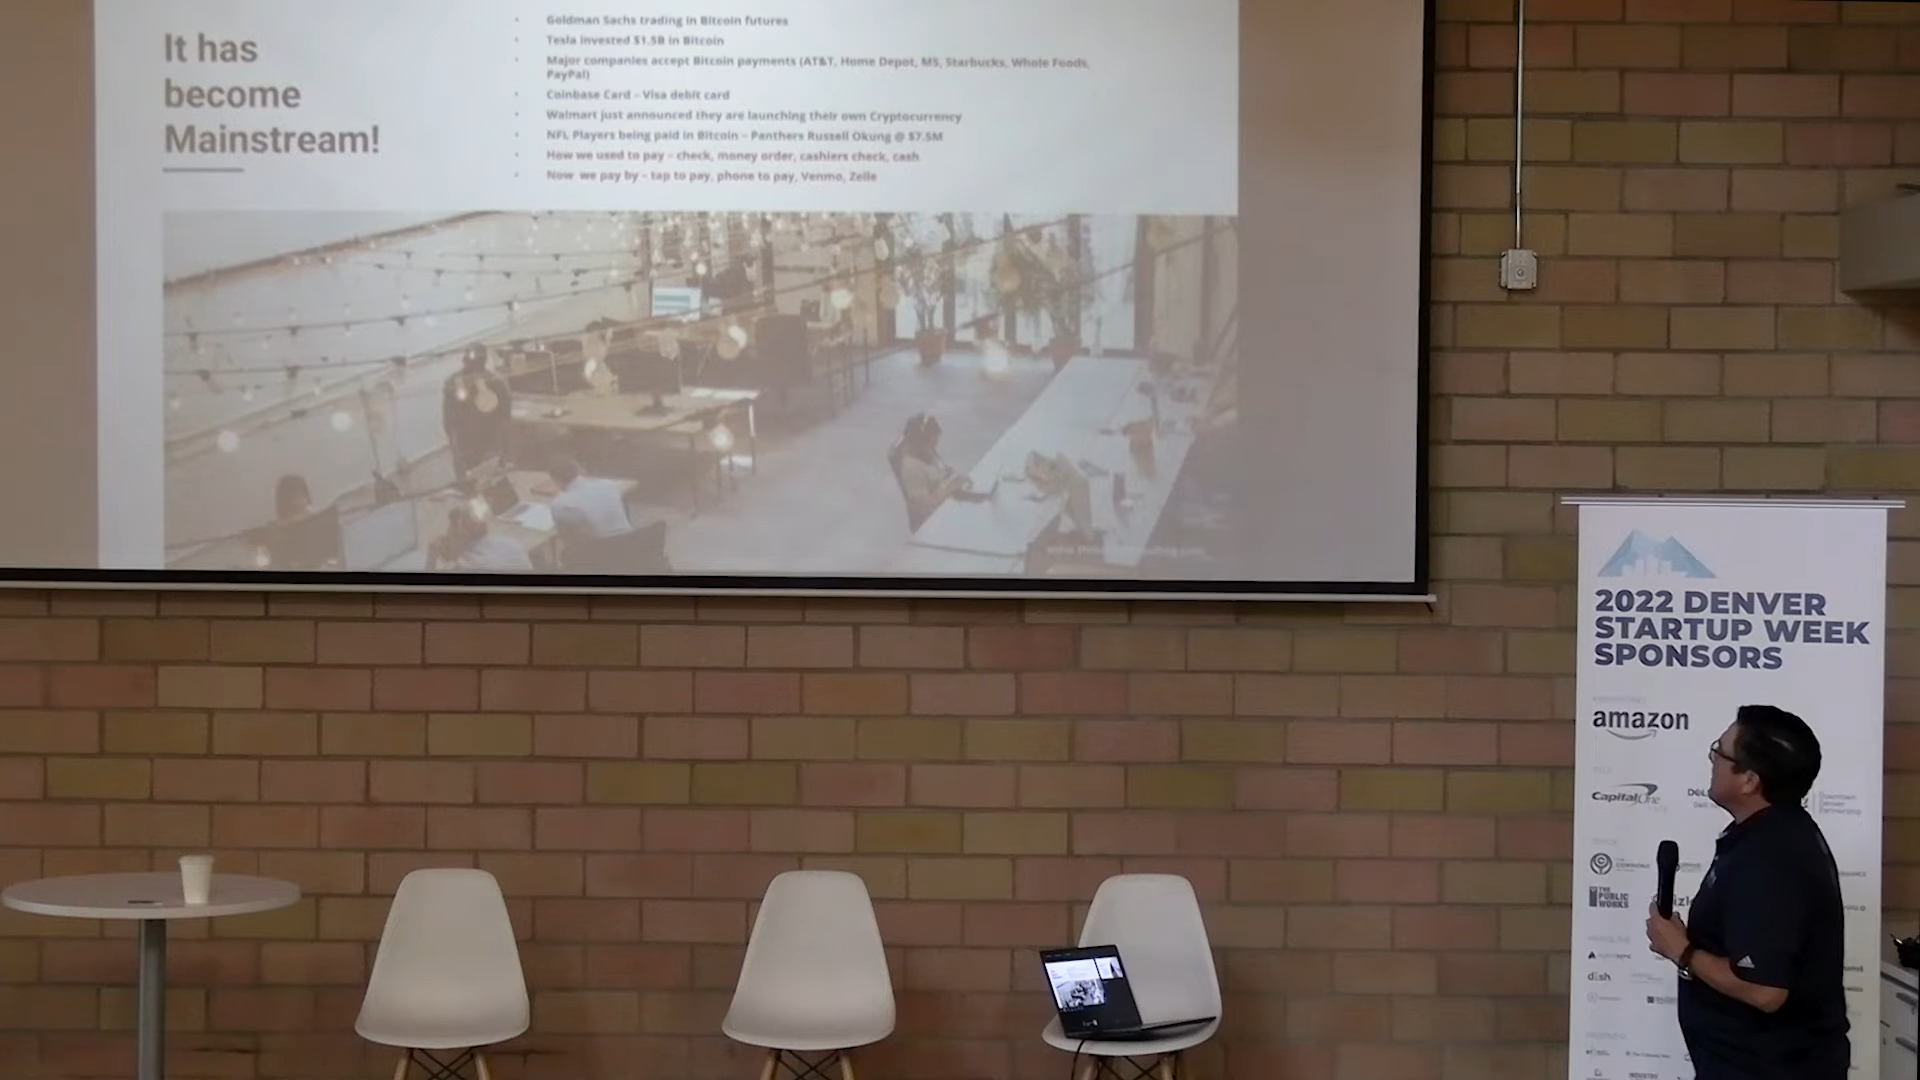 It has
become
Mainstream!
Goldman Sachs trading in Bitcoin futures
Tesla invested $1.5B in Bitcoin
Major companies accept Bitcoin payments (AT&T, Home Depot, MS, Starbucks, Whole Foods,
PayPal)
Coinbase Card – Visa debit card
Walmart just announced they are launching their own Cryptocurrency
NFL Players being paid in Bitcoin – Panthers Russell Okung @ $7.5M
How we used to pay – check, money order, cashiers check, cash
Now we pay by – tap to pay, phone to pay, Venmo, Zelle
2022 DENVER
STARTUP WEEK
SPONSORS
amazon
Capital One
Downtown
Denver
Partnership
THE
PUBLIC
WORKS
dish
INDUSTRY